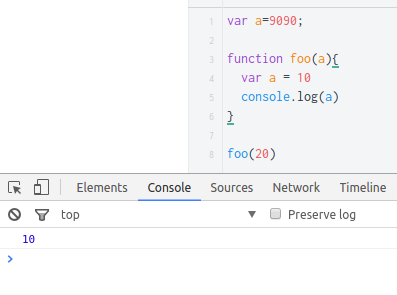 1 var a=9090;
2
3 function foo(a){
4 var a = 10
5 console.log(a)
6 }
7
8 foo(20)
Elements Console Sources Network Timeline
top Preserve log
10